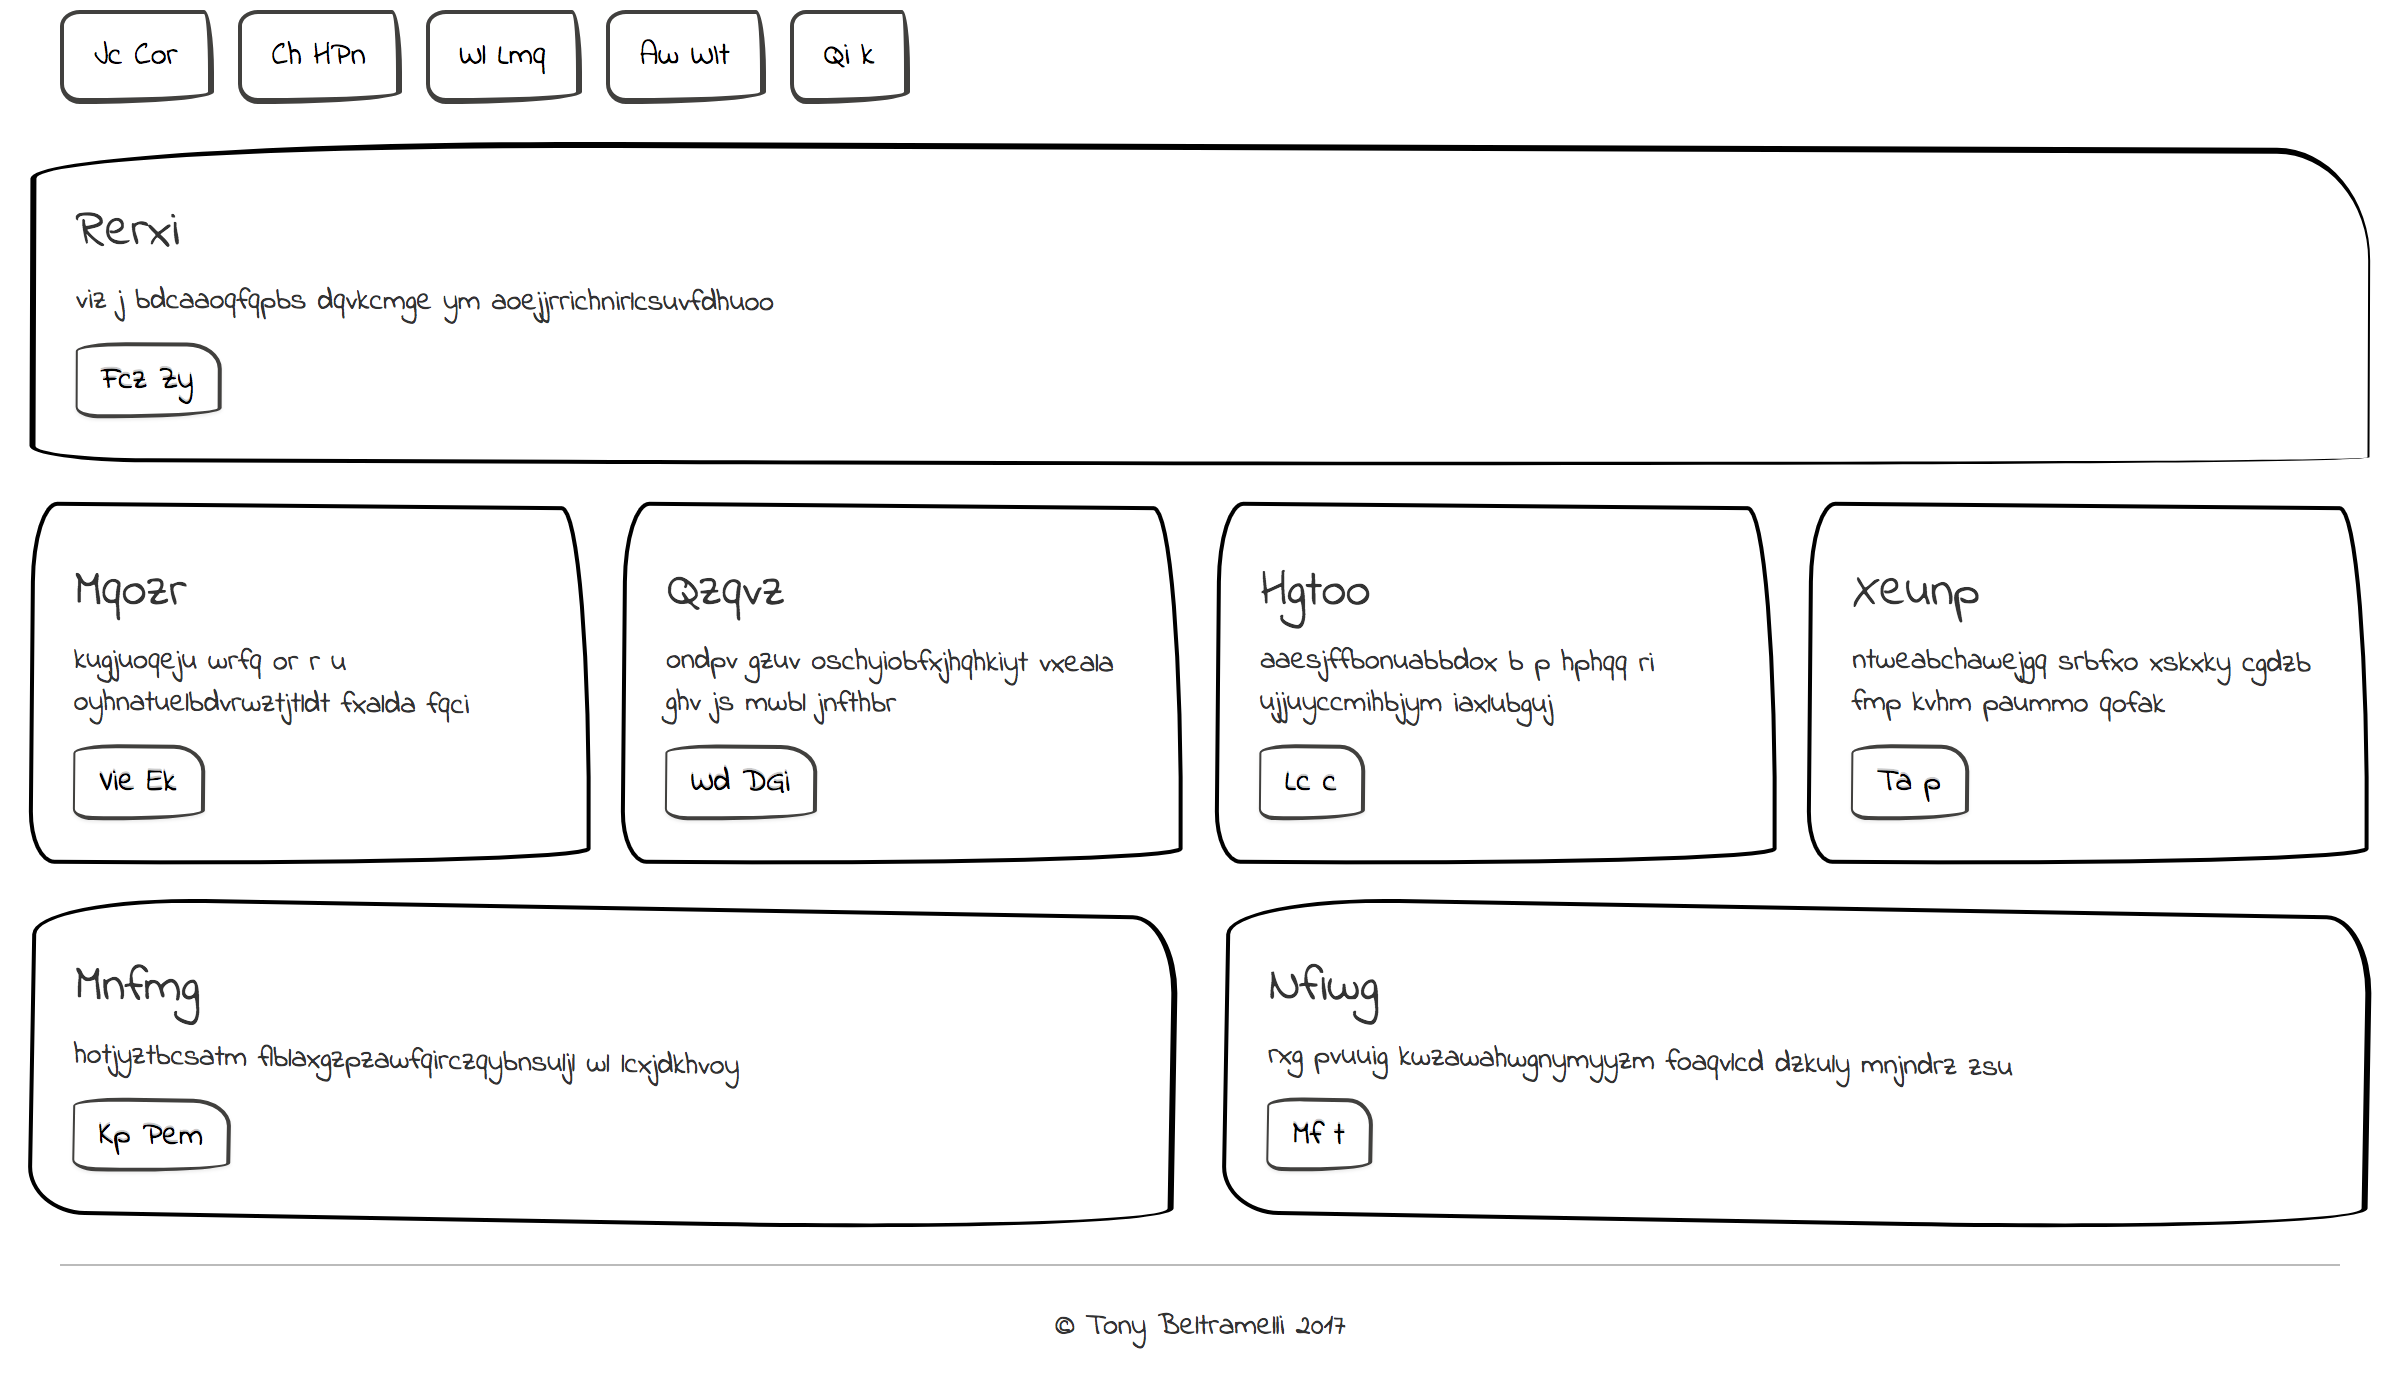 Jc Cor
Ch HPn
Wl Lmq
Aw Wlt
Qi k
Rerxi
viz j bdcaaoqfqpbs dqvkcmge ym aoejjrrichnirlcsuvfdhuoo
Fcz Zy
Mqozr
kugjuoqeju wrfq or r u
oyhnatuelbdvrwztjtldt fxalda fqci
Vie Ek
Qzqvz
ondpv gzuv oschyiobfxjhqhkiyt vxeala
ghv js mwbl jnfthbr
Wd DGi
Hgtoo
aaesjffbonuabbdox b p hphqq ri
ujjuyccmihbjym iaxlubguj
Lc c
Xeunp
ntweabchawejgq srbfxo xskxky cgdzb
fmp kvhm paummo qofak
Ta p
Mnfmg
hotjyztbcsatm flblaxgzpzawfqirczqybnsuljl wl lcxjdkhvoy
Kp Pem
Nfiwg
rxg pvuuig kwzawahwgnymyyzm foaqvlcd dzkuly mnjndrz zsu
Mf t
© Tony Beltramelli 2017